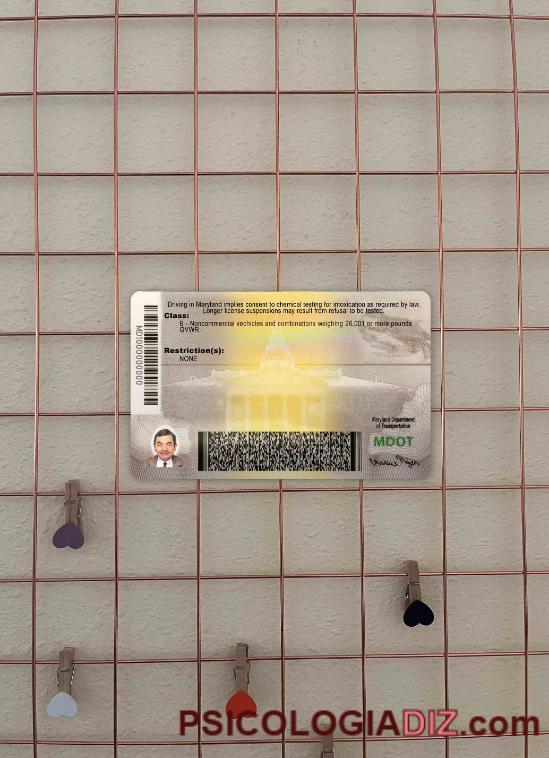 Driving in Maryland implies consent to chemical testing for intoxication as required by law.
Longer license suspensions may result from refusal to be tested.
Class:
B - Noncommercial vechicles and combinations weighing 26,001 or more pounds
GVWR.
Restriction(s):
NONE
Maryland Department
of Transportation
MDOT
PSICOLOGIADIZ.com